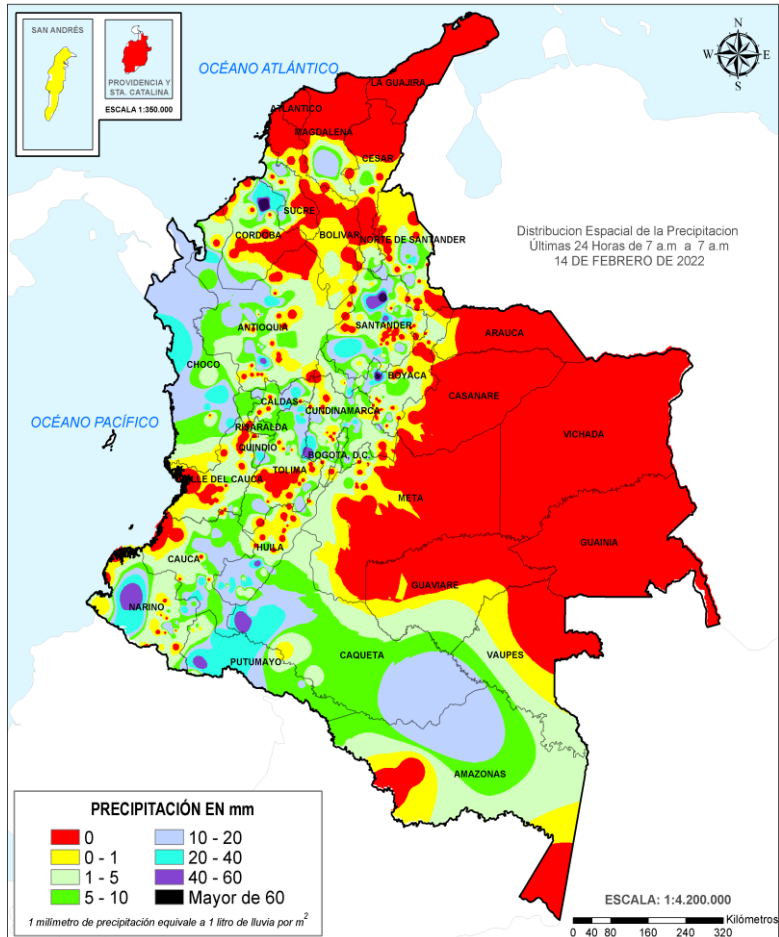 SAN ANDRÉS
PROVIDENCIA Y
STA. CATALINA
ESCALA 1:350.000
OCÉANO ATLÁNTICO
N
W
E
S
LA GUAJIRA
ATLANTICO
MAGDALENA
CESAR
SUCRE
CORDOBA
BOLIVAR
NORTE DE SANTANDER
Distribucion Espacial de la Precipitacion
Últimas 24 Horas de 7 a.m a 7 a.m
14 DE FEBRERO DE 2022
ANTIOQUIA
SANTANDER
ARAUCA
CHOCO
BOYACA
CASANARE
CALDAS
CUNDINAMARCA
OCÉANO PACÍFICO
RISARALDA
VICHADA
QUINDIO
BOGOTA, D.C.
TOLIMA
VALLE DEL CAUCA
META
GUAINIA
HUILA
CAUCA
GUAVIARE
NARINO
CAQUETA
VAUPES
PUTUMAYO
AMAZONAS
PRECIPITACIÓN EN mm
0
10 - 20
0 - 1
20 - 40
1 - 5
40 - 60
5 - 10
Mayor de 60
1 milímetro de precipitación equivale a 1 litro de lluvia por m²
ESCALA: 1:4.200.000
Kilómetros
0 40 80 160 240 320